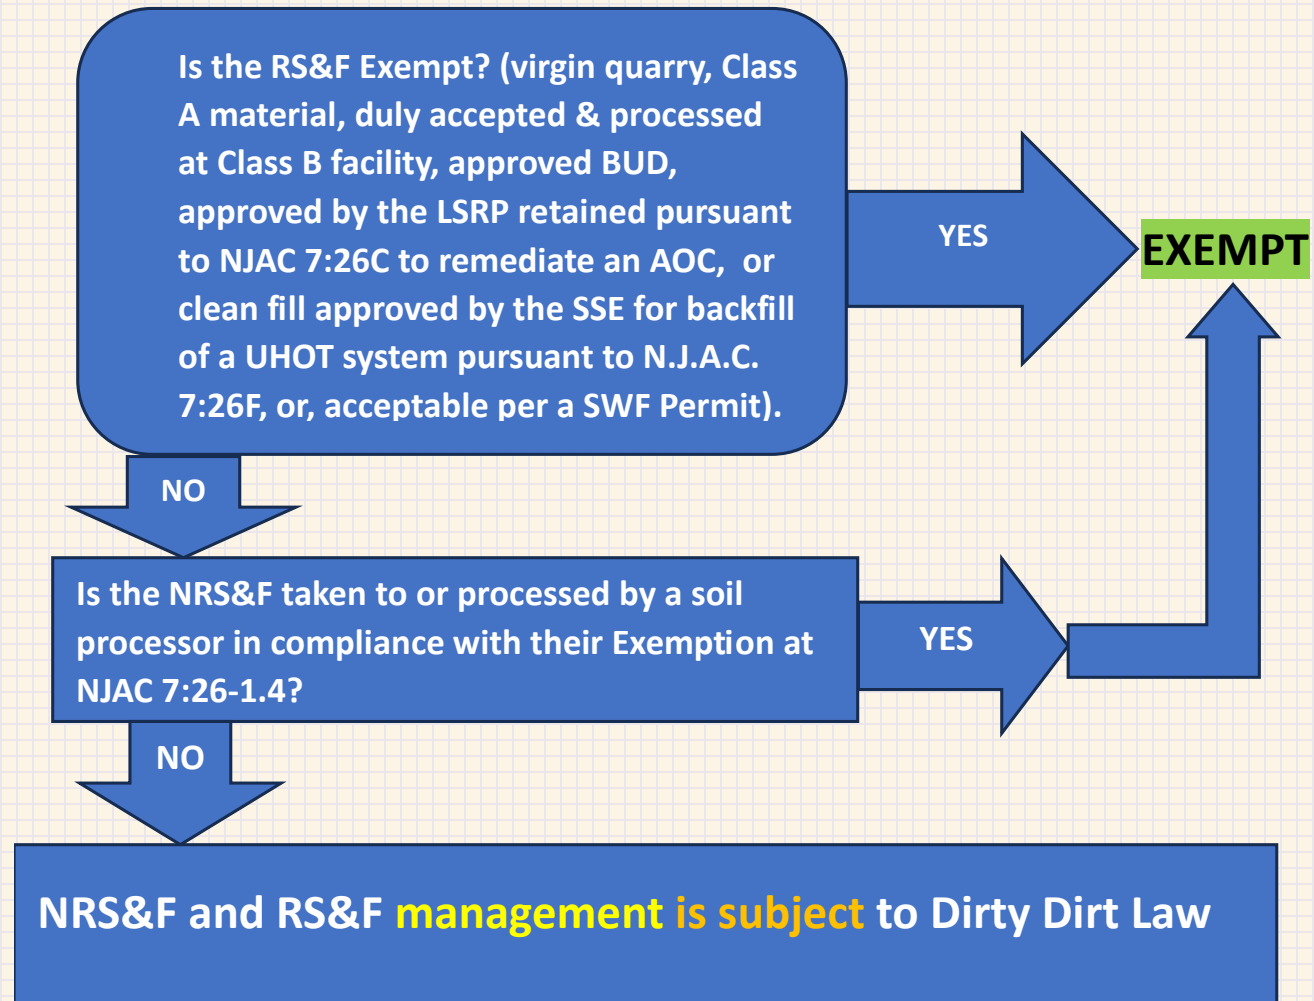 Is the RS&F Exempt? (virgin quarry, Class
A material, duly accepted & processed
at Class B facility, approved BUD,
approved by the LSRP retained pursuant
to NJAC 7:26C to remediate an AOC,  or
clean fill approved by the SSE for backfill
of a UHOT system pursuant to N.J.A.C.
7:26F, or, acceptable per a SWF Permit).
YES
EXEMPT
NO
Is the NRS&F taken to or processed by a soil
processor in compliance with their Exemption at
NJAC 7:26-1.4?
YES
NO
NRS&F and RS&F management is subject to Dirty Dirt Law